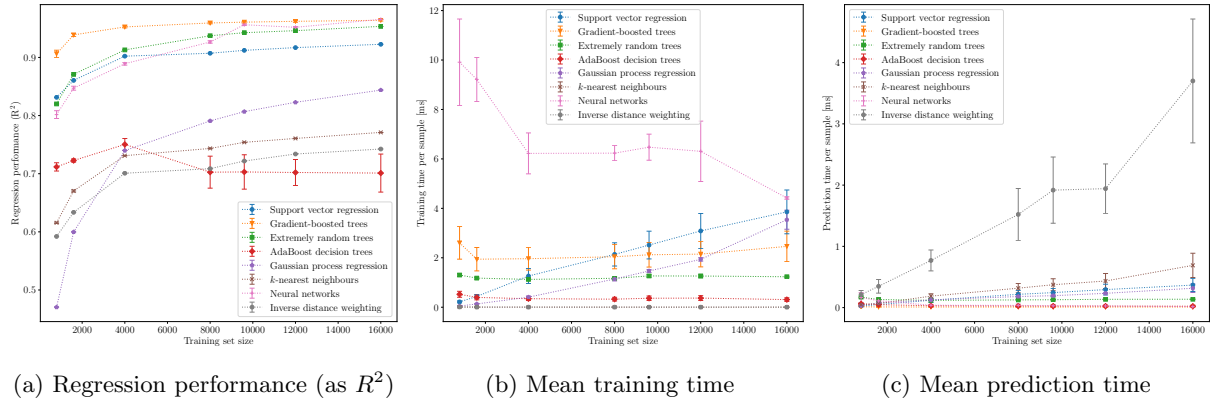 0.9
0.8
0.7
0.6
0.5
Regression performance (R²)
2000 4000 6000 8000 10000 12000 14000 16000
Training set size
Support vector regression
Gradient-boosted trees
Extremely random trees
AdaBoost decision trees
Gaussian process regression
k-nearest neighbours
Neural networks
Inverse distance weighting
(a) Regression performance (as R²)
12
10
8
6
4
2
0
Training time per sample [ms]
2000 4000 6000 8000 10000 12000 14000 16000
Training set size
Support vector regression
Gradient-boosted trees
Extremely random trees
AdaBoost decision trees
Gaussian process regression
k-nearest neighbours
Neural networks
Inverse distance weighting
(b) Mean training time
4
3
2
1
0
Prediction time per sample [ms]
2000 4000 6000 8000 10000 12000 14000 16000
Training set size
Support vector regression
Gradient-boosted trees
Extremely random trees
AdaBoost decision trees
Gaussian process regression
k-nearest neighbours
Neural networks
Inverse distance weighting
(c) Mean prediction time